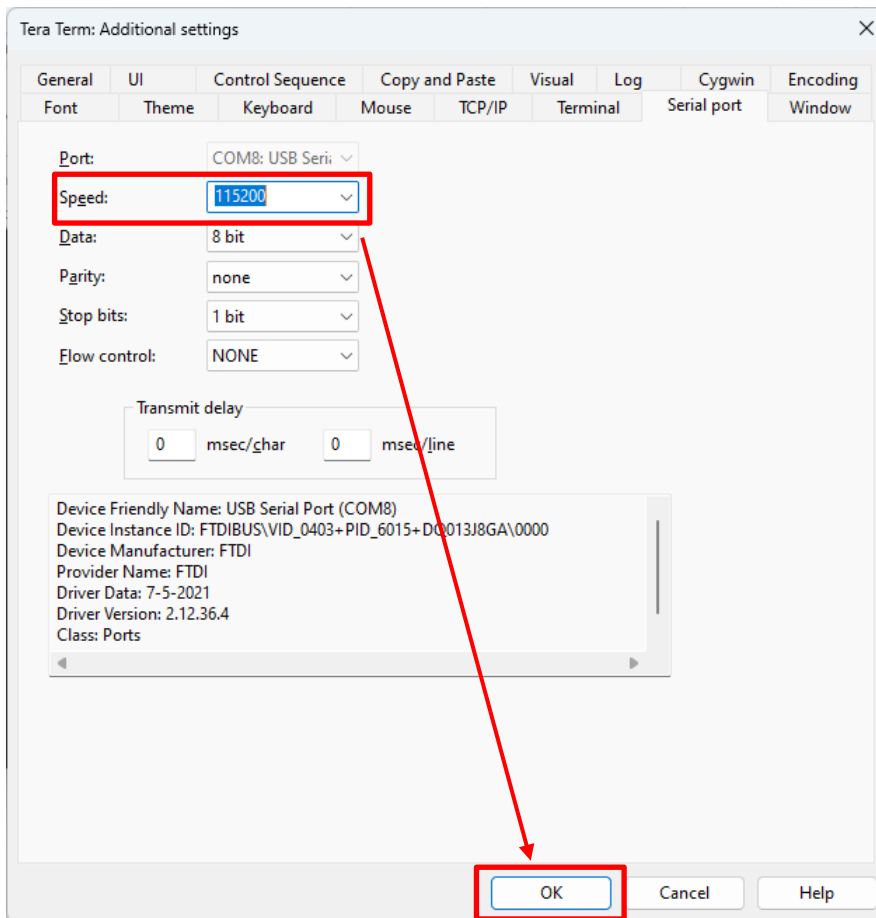 Tera Term: Additional settings
General UI Control Sequence Copy and Paste Visual Log Cygwin Encoding
Font Theme Keyboard Mouse TCP/IP Terminal Serial port Window
Port: COM8: USB Seri
Speed: 115200
Data: 8 bit
Parity: none
Stop bits: 1 bit
Flow control: NONE
Transmit delay
0 msec/char 0 msec/line
Device Friendly Name: USB Serial Port (COM8)
Device Instance ID: FTDIBUS\VID_0403+PID_6015+DQ013J8GA\0000
Device Manufacturer: FTDI
Provider Name: FTDI
Driver Data: 7-5-2021
Driver Version: 2.12.36.4
Class: Ports
OK Cancel Help